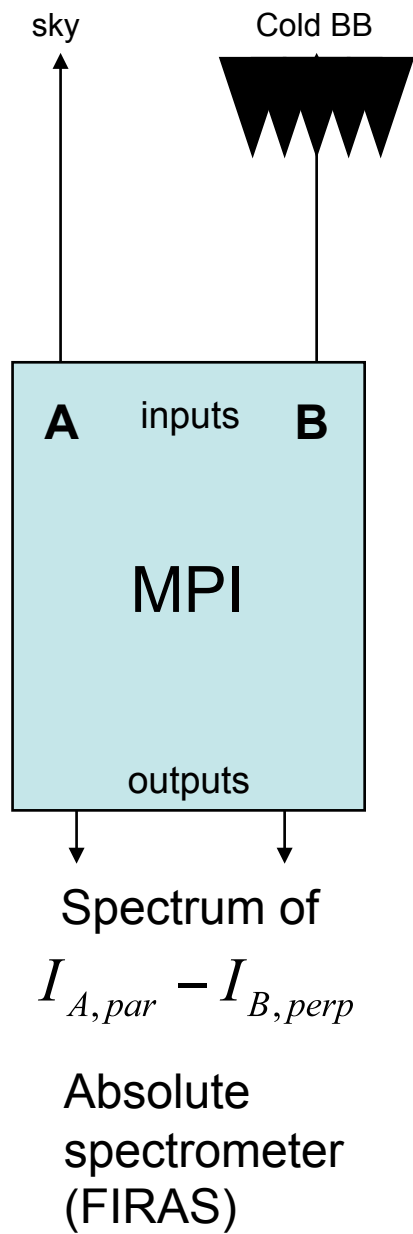 sky Cold BB
A inputs B
MPI
outputs
Spectrum of
I_{A,par} − I_{B,perp}
Absolute
spectrometer
(FIRAS)